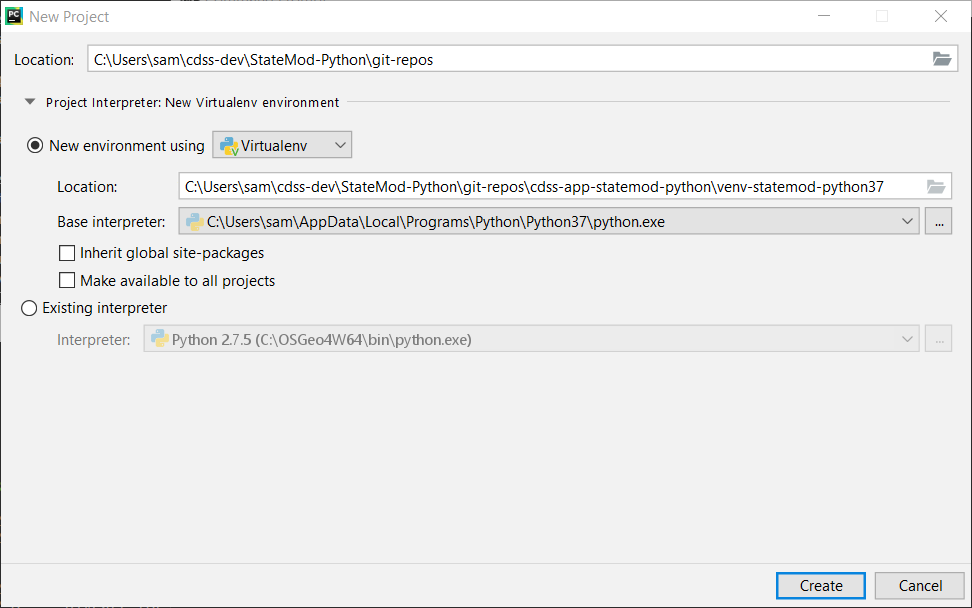 New Project
Location: C:\Users\sam\cdss-dev\StateMod-Python\git-repos
Project Interpreter: New Virtualenv environment
New environment using Virtualenv
Location: C:\Users\sam\cdss-dev\StateMod-Python\git-repos\cdss-app-statemod-python\venv-statemod-python37
Base interpreter: C:\Users\sam\AppData\Local\Programs\Python\Python37\python.exe ...
Inherit global site-packages
Make available to all projects
Existing interpreter
Interpreter: Python 2.7.5 (C:\OSGeo4W64\bin\python.exe) ...
Create Cancel